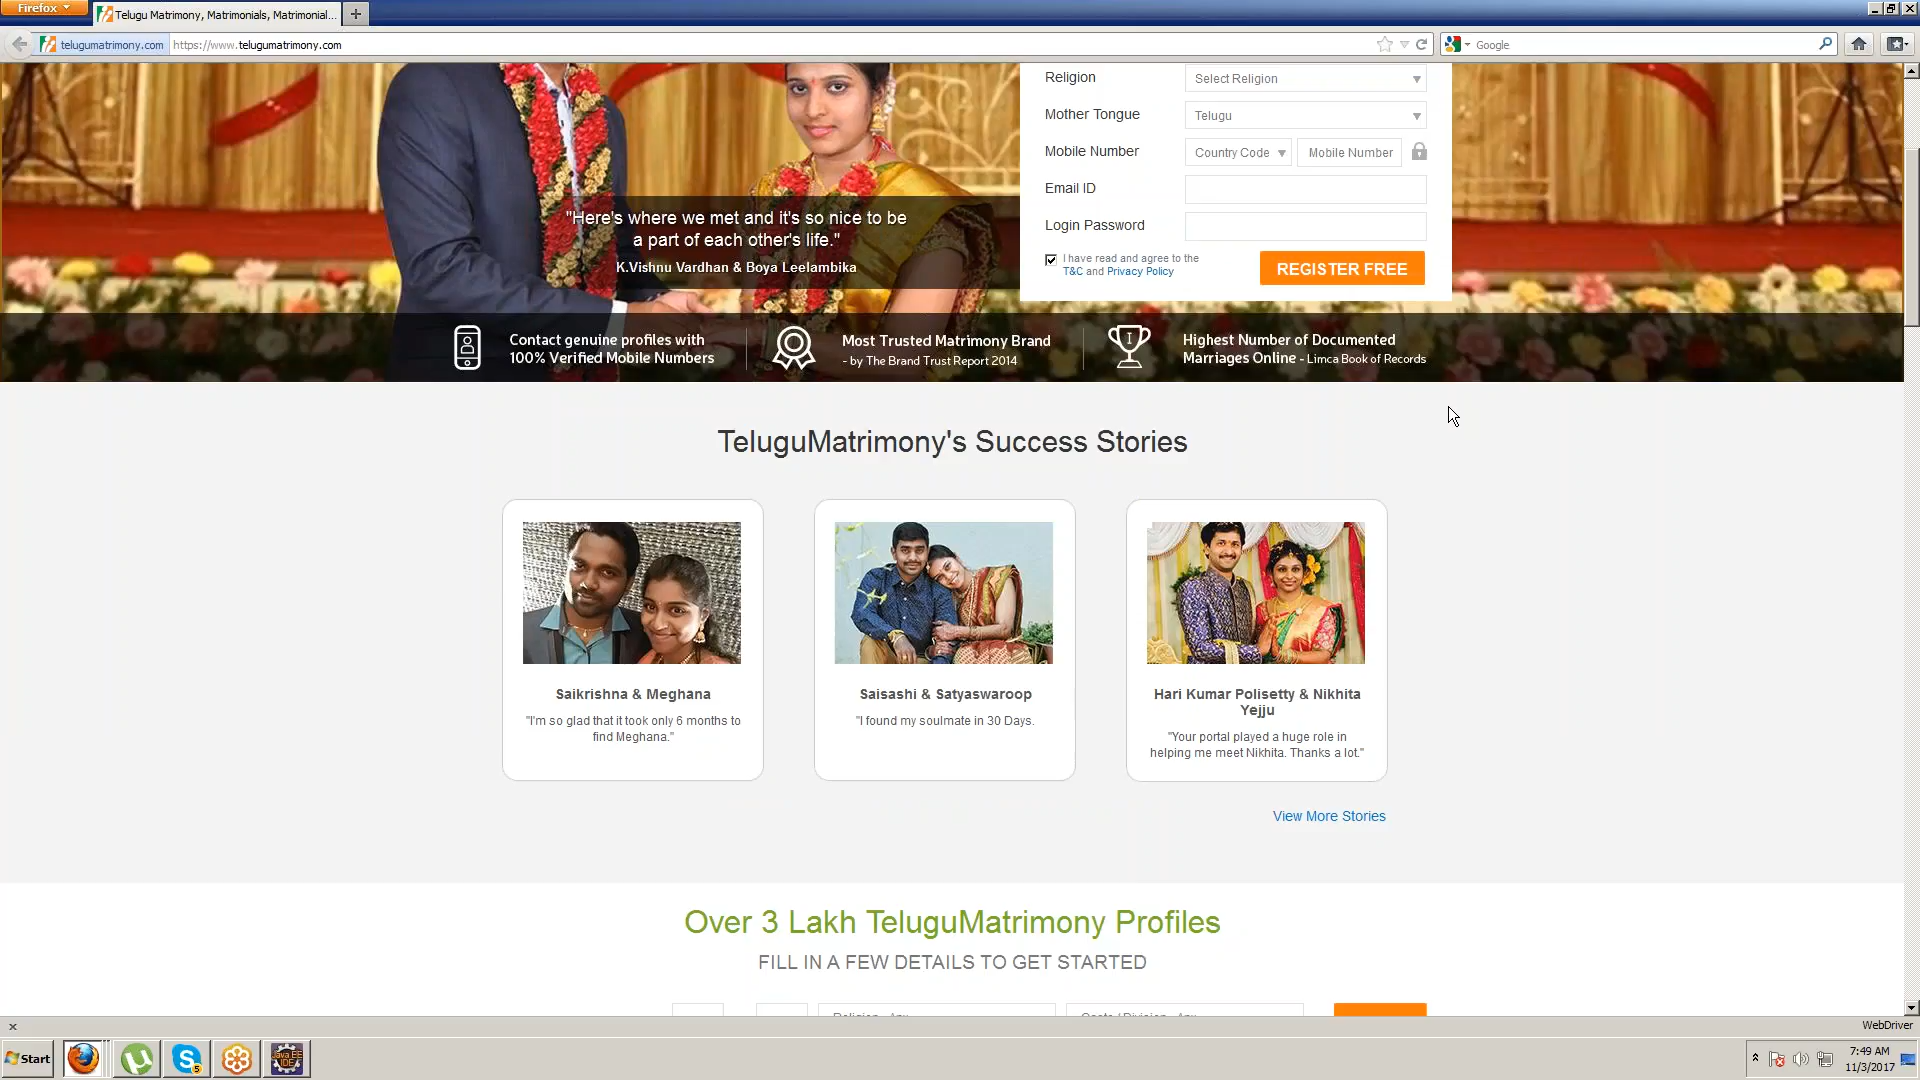 Firefox
Telugu Matrimony, Matrimonials, Matrimonial...
telugumatrimony.com
https://www.telugumatrimony.com
Google
Religion
Select Religion
Mother Tongue
Telugu
Mobile Number
Country Code
Mobile Number
Email ID
Login Password
I have read and agree to the
T&C and Privacy Policy
REGISTER FREE
"Here's where we met and it's so nice to be
a part of each other's life."
K.Vishnu Vardhan & Boya Leelambika
Contact genuine profiles with
100% Verified Mobile Numbers
Most Trusted Matrimony Brand
- by The Brand Trust Report 2014
Highest Number of Documented
Marriages Online - Limca Book of Records
TeluguMatrimony's Success Stories
Saikrishna & Meghana
"I'm so glad that it took only 6 months to
find Meghana."
Saisashi & Satyaswaroop
"I found my soulmate in 30 Days.
Hari Kumar Polisetty & Nikhita
Yejju
"Your portal played a huge role in
helping me meet Nikhita. Thanks a lot."
View More Stories
Over 3 Lakh TeluguMatrimony Profiles
FILL IN A FEW DETAILS TO GET STARTED
WebDriver
Start
S
5
Java EE
IDE
7:49 AM
11/3/2017